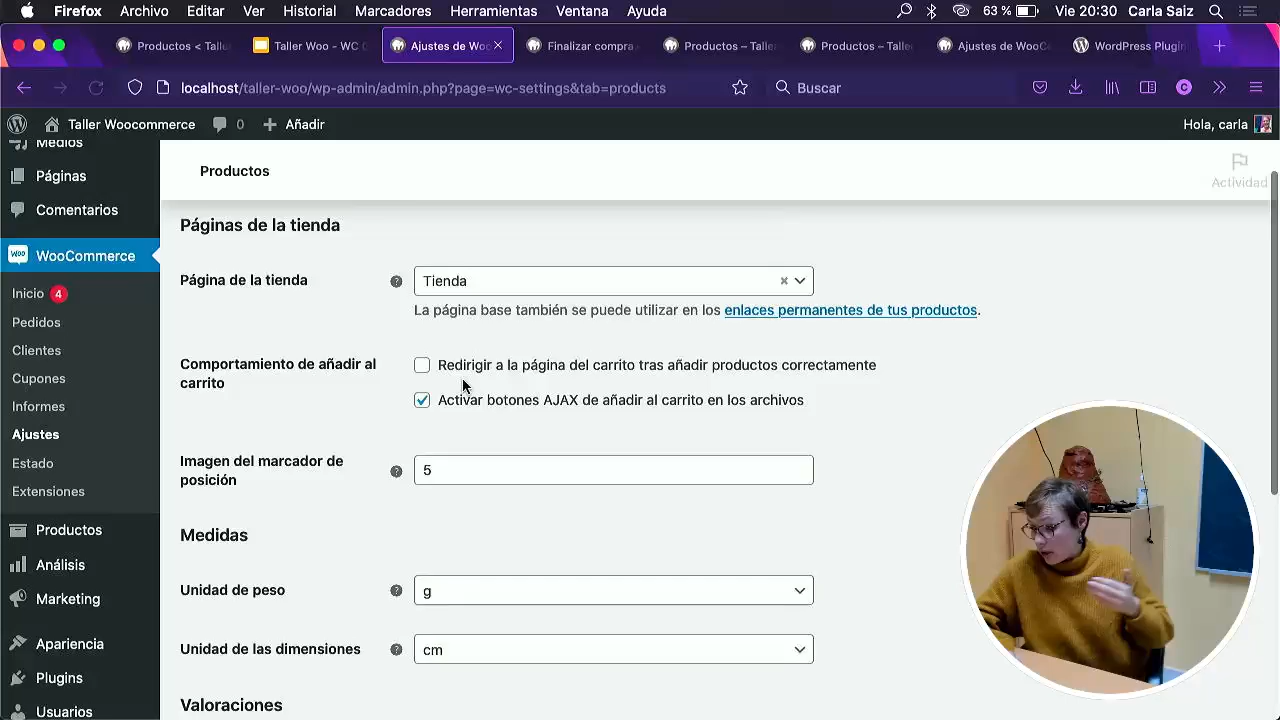 Firefox Archivo Editar Ver Historial Marcadores Herramientas Ventana Ayuda 63 % Vie 20:30 Carla Saiz
Productos < Tall Taller Woo - WC Ajustes de Woo Finalizar compra Productos – Talle Productos – Talle Ajustes de WooC WordPress Plugin
localhost/taller-woo/wp-admin/admin.php?page=wc-settings&tab=products Buscar
Taller Woocommerce 0 Añadir Hola, carla
Medios
Páginas
Comentarios
WooCommerce
Inicio 4
Pedidos
Clientes
Cupones
Informes
Ajustes
Estado
Extensiones
Productos
Análisis
Marketing
Apariencia
Plugins
Usuarios
Productos
Actividad
Páginas de la tienda
Página de la tienda Tienda
La página base también se puede utilizar en los enlaces permanentes de tus productos.
Comportamiento de añadir al
carrito
Redirigir a la página del carrito tras añadir productos correctamente
Activar botones AJAX de añadir al carrito en los archivos
Imagen del marcador de
posición
5
Medidas
Unidad de peso g
Unidad de las dimensiones cm
Valoraciones